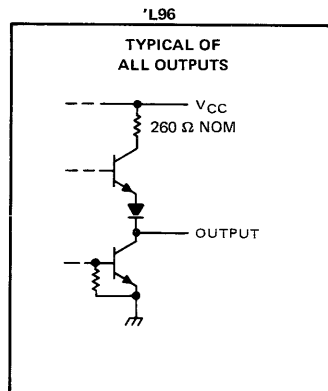 'L96
TYPICAL OF
ALL OUTPUTS
VCC
260 Ω NOM
OUTPUT